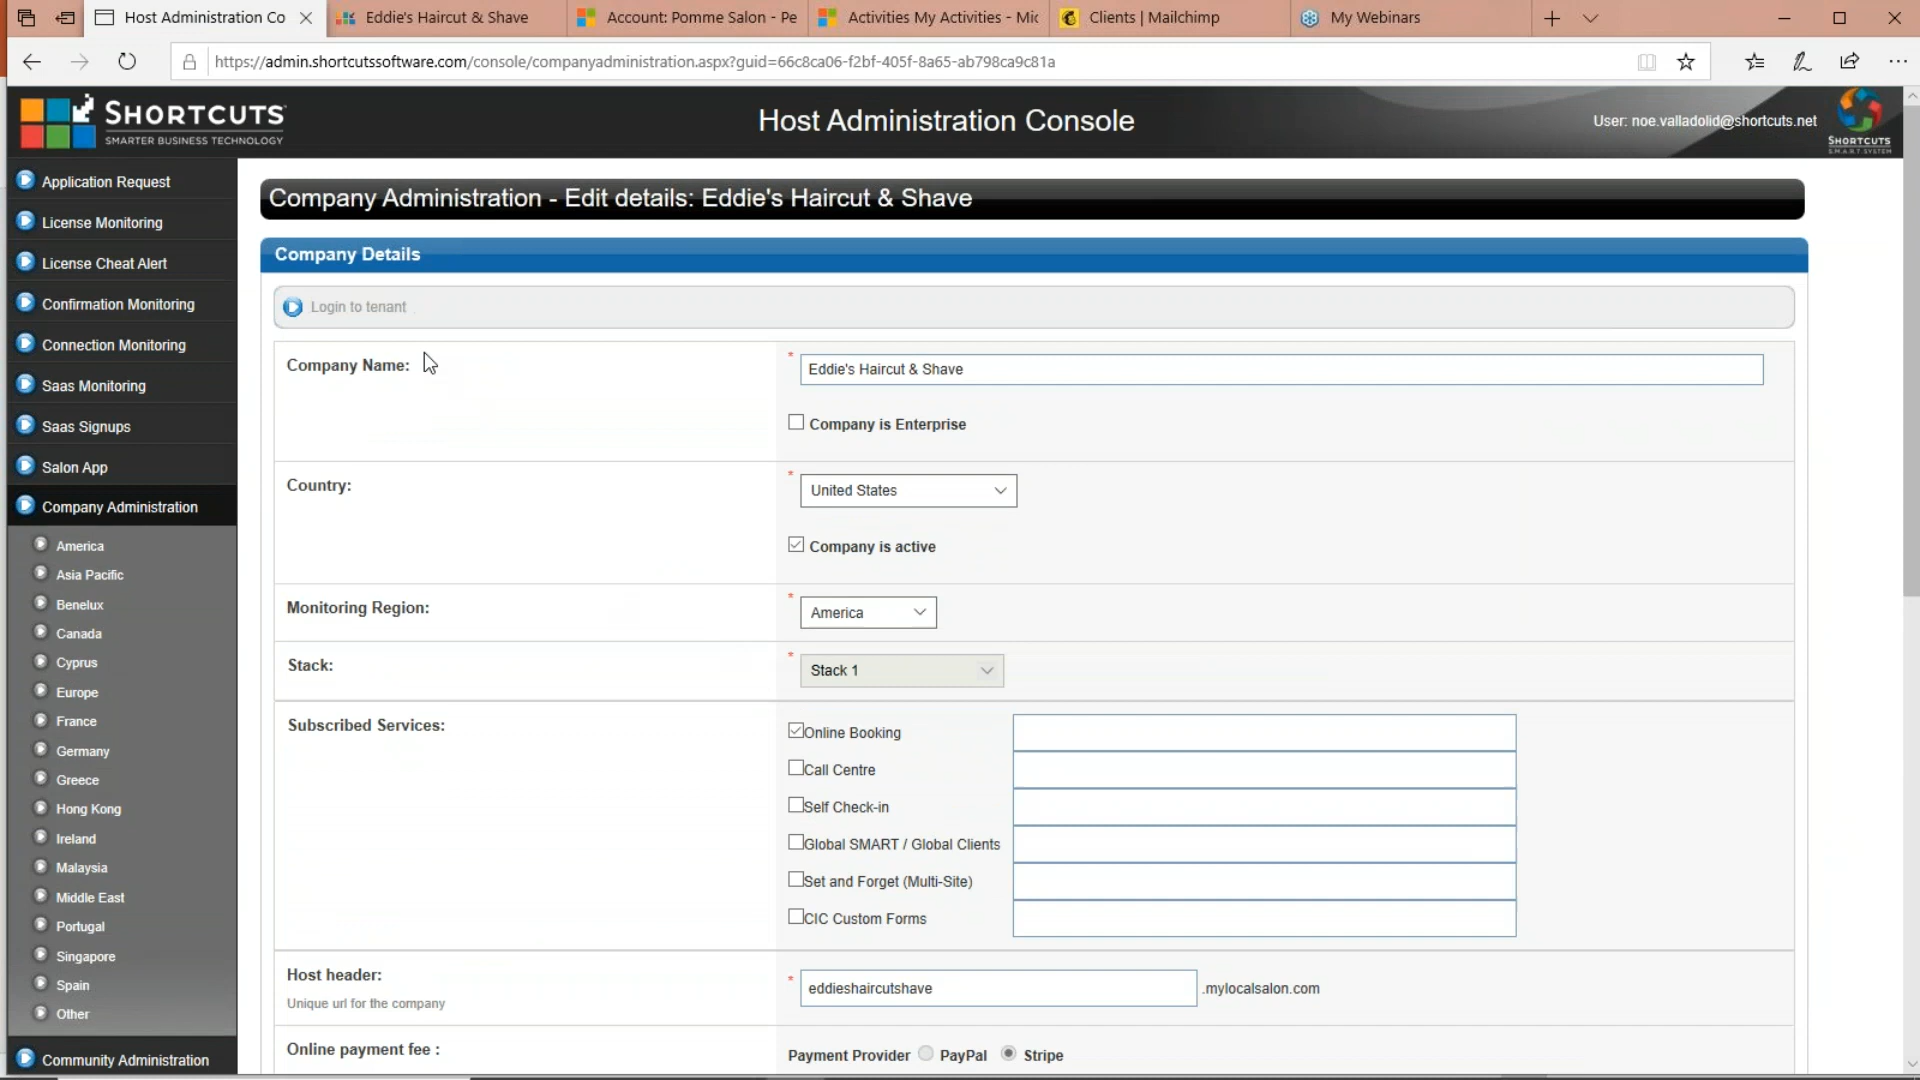 Host Administration Co
Eddie's Haircut & Shave
Account: Pomme Salon - Pe
Activities My Activities - Mic
Clients | Mailchimp
My Webinars
https://admin.shortcutssoftware.com/console/companyadministration.aspx?guid=66c8ca06-f2bf-405f-8a65-ab798ca9c81a
SHORTCUTS
SMARTER BUSINESS TECHNOLOGY
Host Administration Console
User: noe.valladolid@shortcuts.net
SHORTCUTS
S.M.A.R.T. SYSTEM
Application Request
License Monitoring
License Cheat Alert
Confirmation Monitoring
Connection Monitoring
Saas Monitoring
Saas Signups
Salon App
Company Administration
America
Asia Pacific
Benelux
Canada
Cyprus
Europe
France
Germany
Greece
Hong Kong
Ireland
Malaysia
Middle East
Portugal
Singapore
Spain
Other
Community Administration
Company Administration - Edit details: Eddie's Haircut & Shave
Company Details
Login to tenant
Company Name:
* Eddie's Haircut & Shave
Company is Enterprise
Country:
* United States
Company is active
Monitoring Region:
* America
Stack:
* Stack 1
Subscribed Services:
Online Booking
Call Centre
Self Check-in
Global SMART / Global Clients
Set and Forget (Multi-Site)
CIC Custom Forms
Host header:
Unique url for the company
* eddieshaircutshave .mylocalsalon.com
Online payment fee :
Payment Provider PayPal Stripe